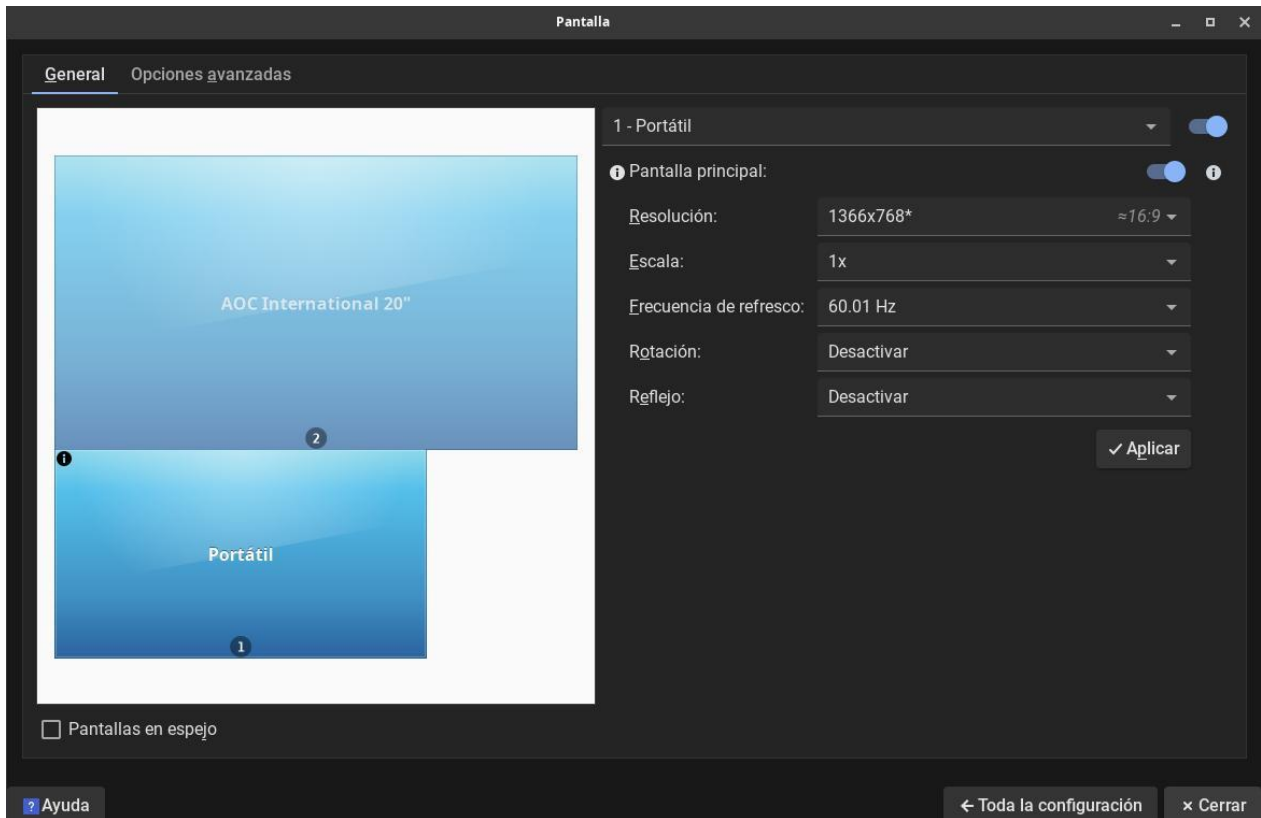 Pantalla
General Opciones avanzadas
AOC International 20"
2
Portátil
1
Pantallas en espejo
1 - Portátil
Pantalla principal:
Resolución: 1366x768* ≈16:9
Escala: 1x
Frecuencia de refresco: 60.01 Hz
Rotación: Desactivar
Reflejo: Desactivar
Aplicar
Ayuda
Toda la configuración
Cerrar